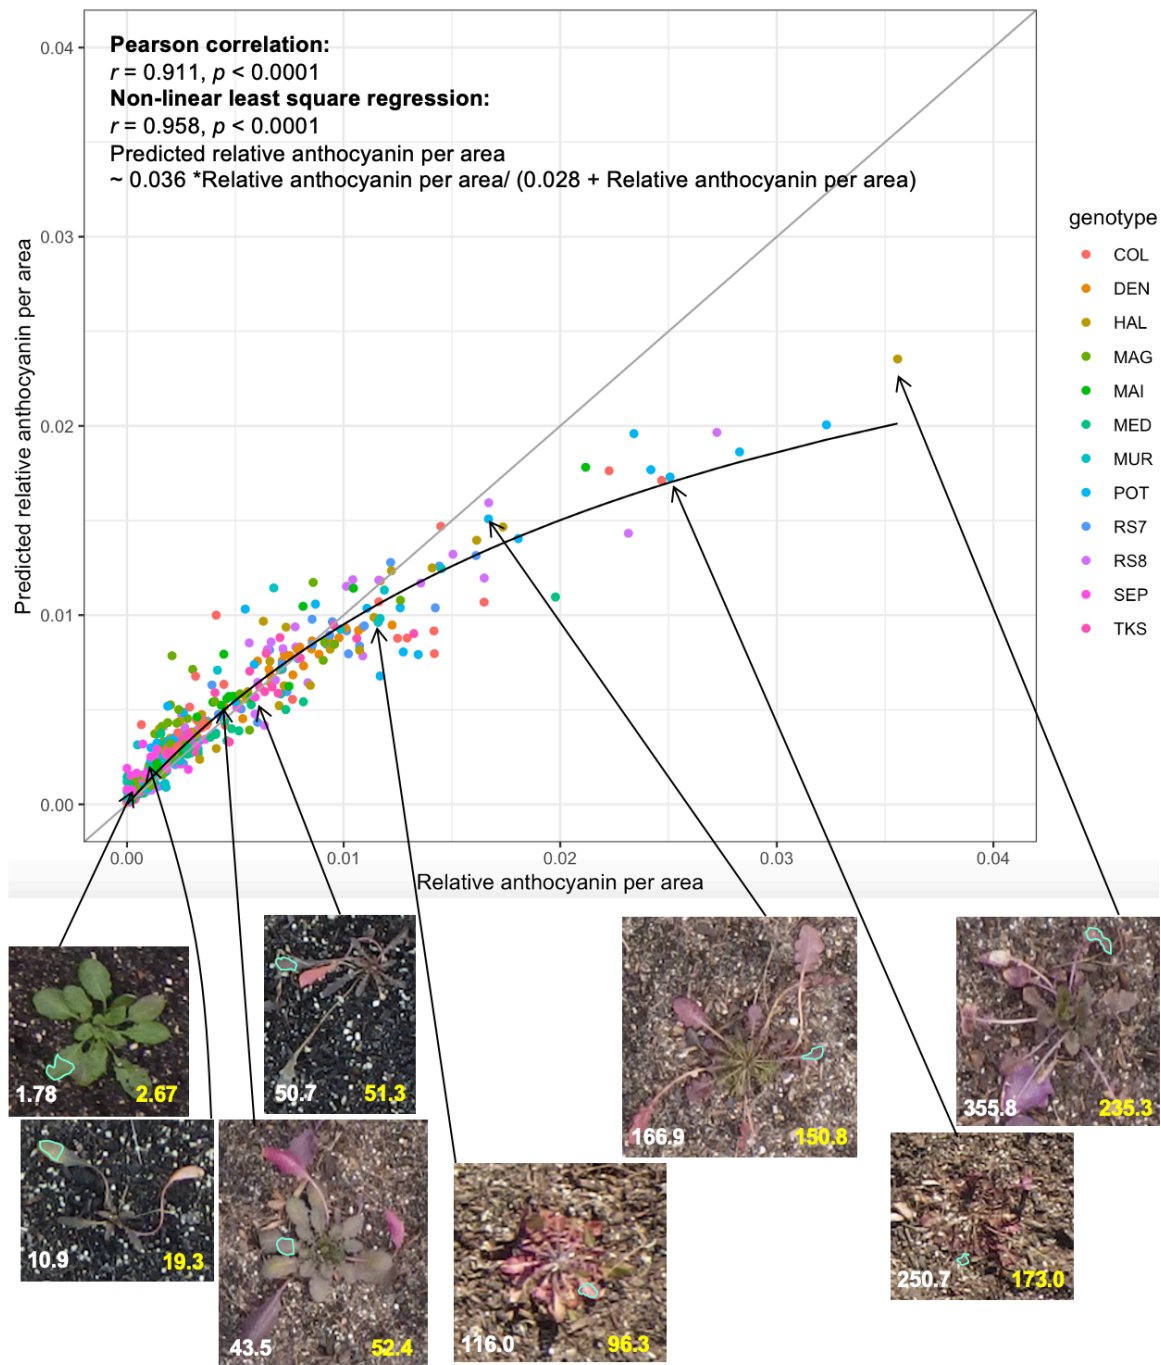 Pearson correlation:
r = 0.911, p < 0.0001
Non-linear least square regression:
r = 0.958, p < 0.0001
Predicted relative anthocyanin per area
~ 0.036 *Relative anthocyanin per area/ (0.028 + Relative anthocyanin per area)
Predicted relative anthocyanin per area
0.04
0.03
0.02
0.01
0.00
0.00 0.01 0.02 0.03 0.04
Relative anthocyanin per area
genotype
COL
DEN
HAL
MAG
MAI
MED
MUR
POT
RS7
RS8
SEP
TKS
1.78 2.67
50.7 51.3
166.9 150.8
355.8 235.3
10.9 19.3
43.5 52.4
116.0 96.3
250.7 173.0